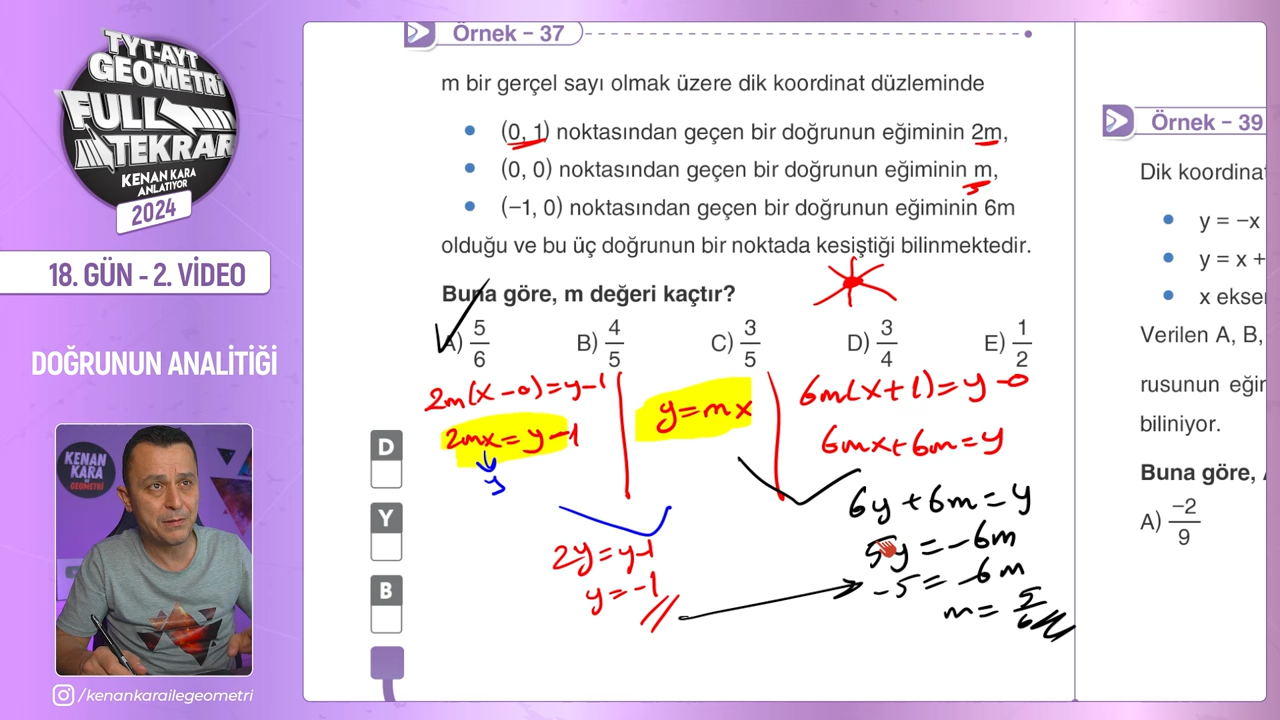 TYT-AYT
GEOMETRİ
FULL
TEKRAR
KENAN KARA
ANLATIYOR
2024
18. GÜN - 2. VİDEO
DOĞRUNUN ANALİTİĞİ
KENAN
KARA
GEOMETRİ
/kenankarailegeometri
Örnek – 37
m bir gerçel sayı olmak üzere dik koordinat düzleminde
• (0, 1) noktasından geçen bir doğrunun eğiminin 2m,
• (0, 0) noktasından geçen bir doğrunun eğiminin m,
• (−1, 0) noktasından geçen bir doğrunun eğiminin 6m
olduğu ve bu üç doğrunun bir noktada kesiştiği bilinmektedir.
Buna göre, m değeri kaçtır?
A) 5/6 B) 4/5 C) 3/5 D) 3/4 E) 1/2
2m(x-0)=y-1
2mx=y-1
y
y=mx
6m(x+1)=y-0
6mx+6m=y
2y=y-1
y=-1
6y+6m=y
5y=-6m
-5=-6m
m=5/6
D
Y
B
Örnek – 39
Dik koordina
• y = −x
• y = x +
• x ekse
Verilen A, B,
rusunun eği
biliniyor.
Buna göre,
A) −2/9